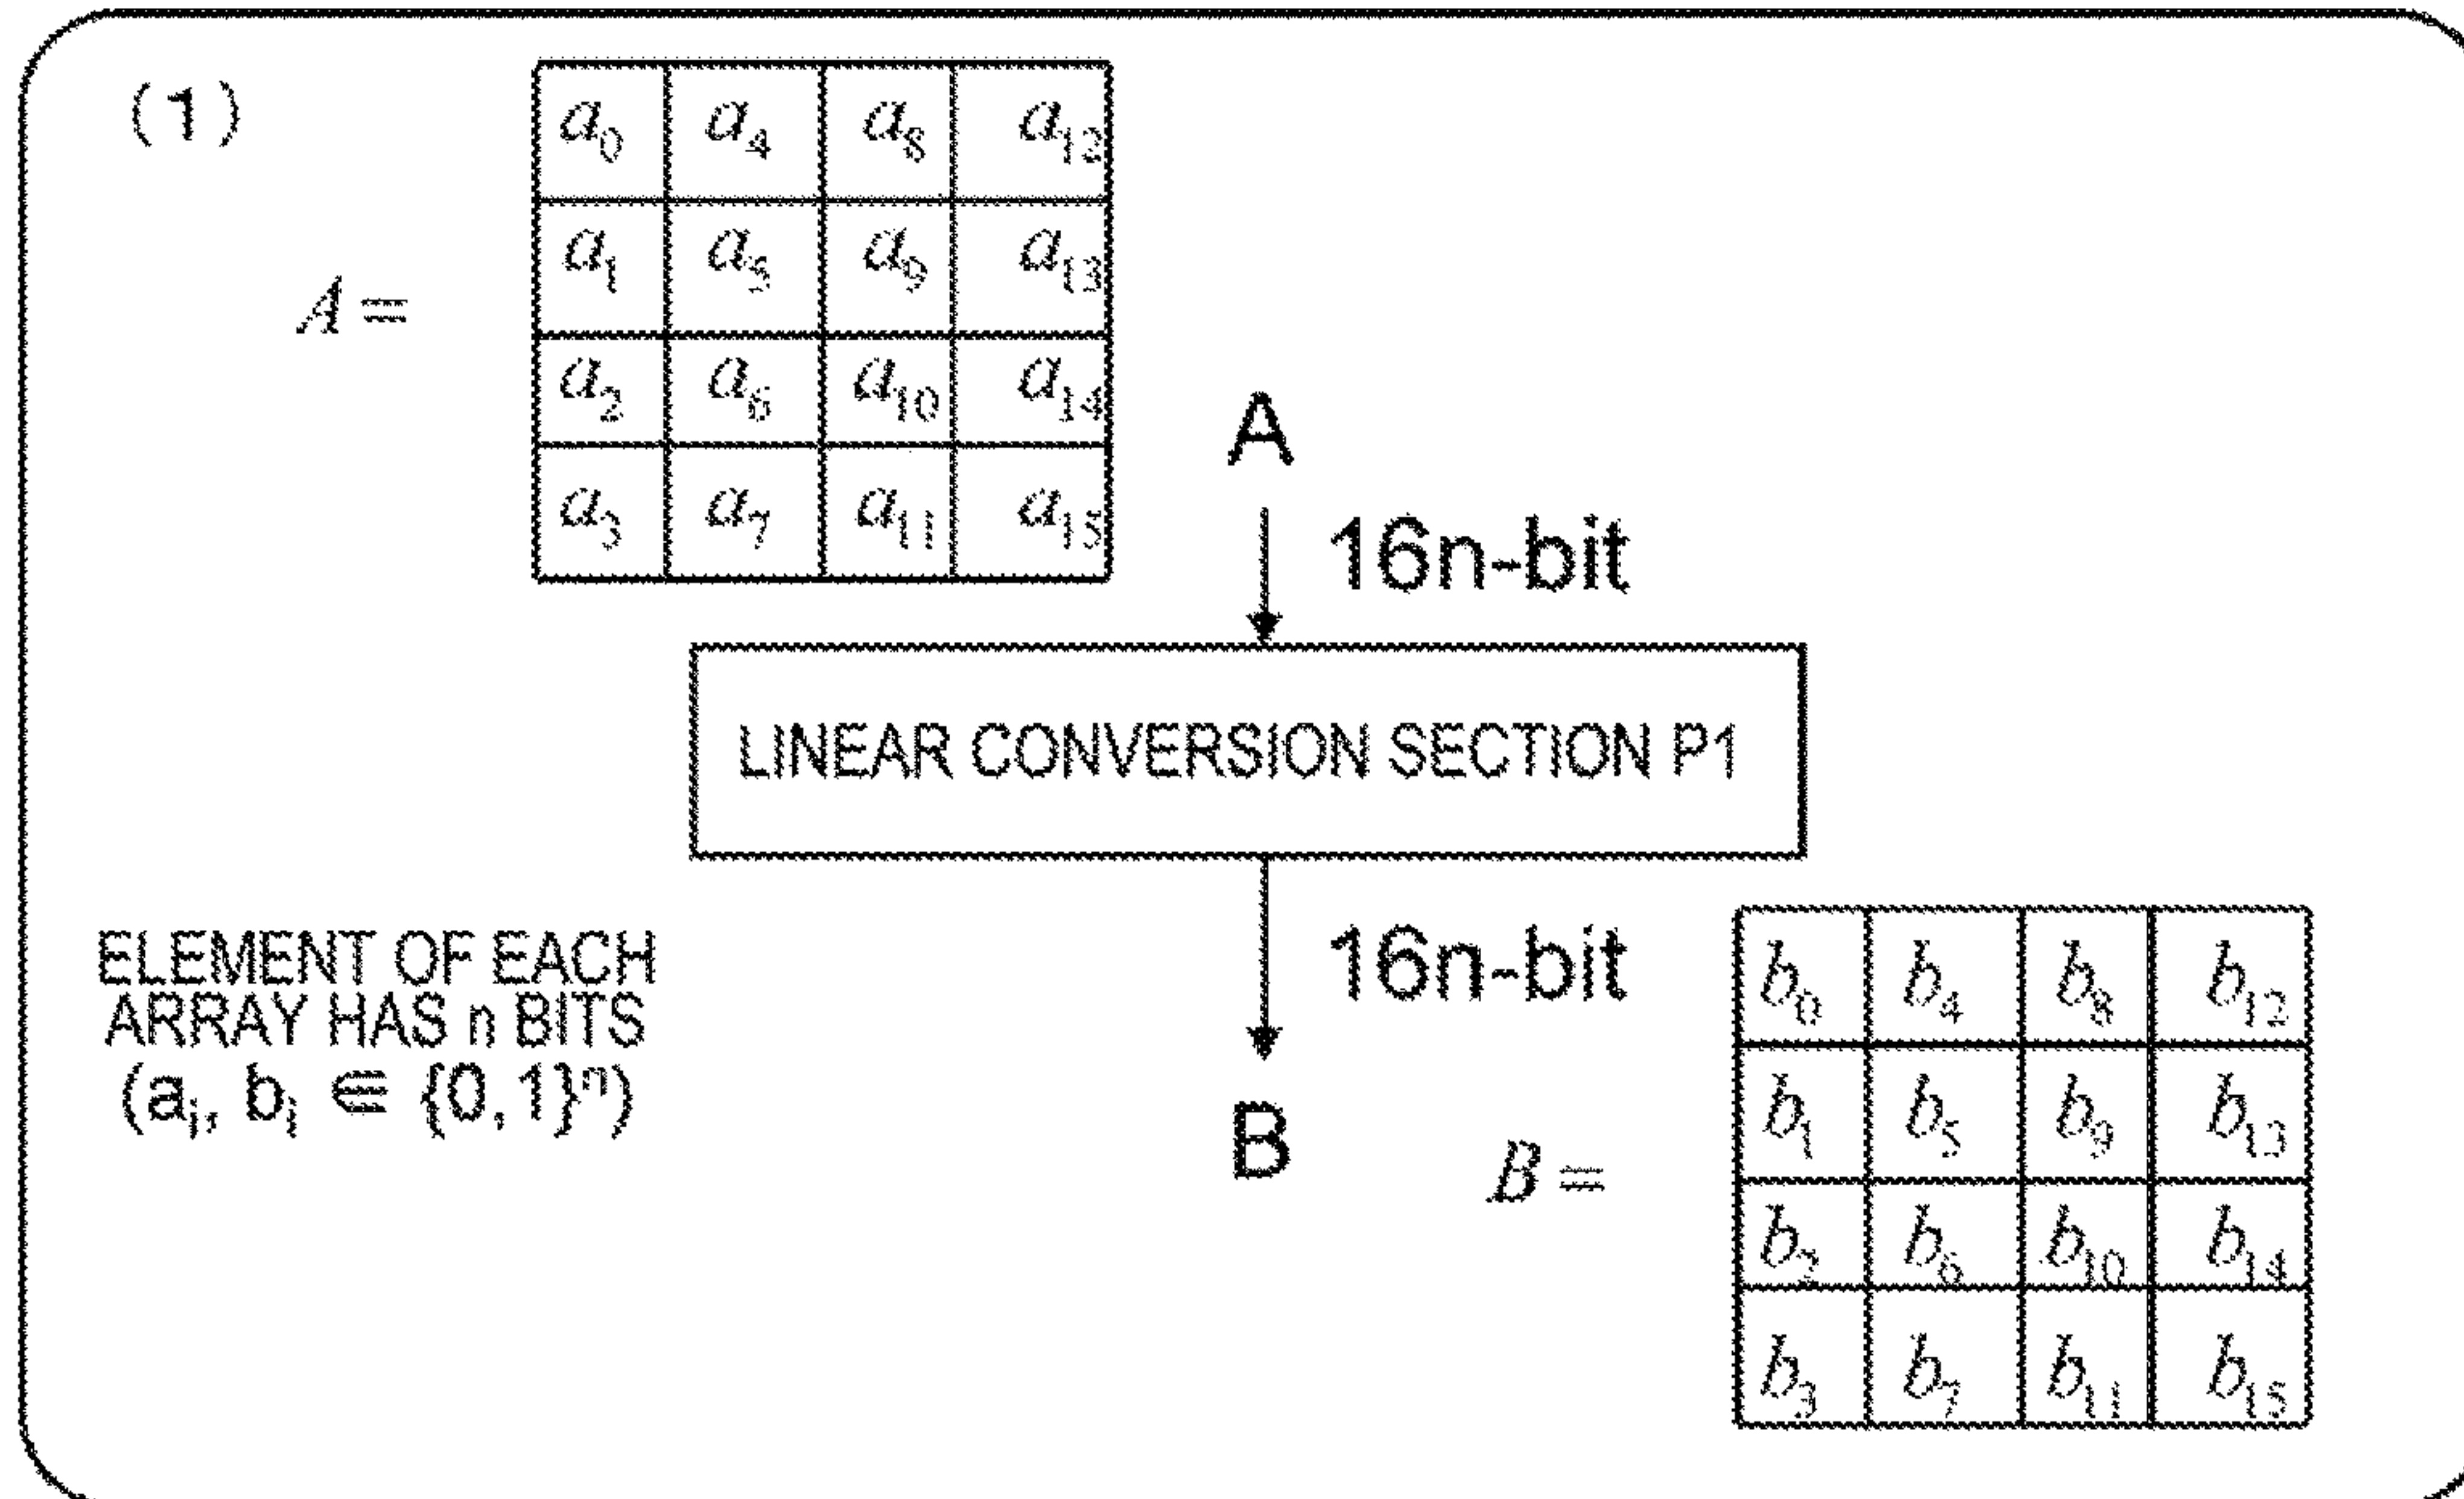 (1)
a₀ a₄ a₈ a₁₂
a₁ a₅ a₉ a₁₃
A =
a₂ a₆ a₁₀ a₁₄
a₃ a₇ a₁₁ a₁₅
A
16n-bit
LINEAR CONVERSION SECTION P1
16n-bit
ELEMENT OF EACH
ARRAY HAS n BITS
(aᵢ, bᵢ ∈ {0,1}ⁿ)
B
B =
b₀ b₄ b₈ b₁₂
b₁ b₅ b₉ b₁₃
b₂ b₆ b₁₀ b₁₄
b₃ b₇ b₁₁ b₁₅